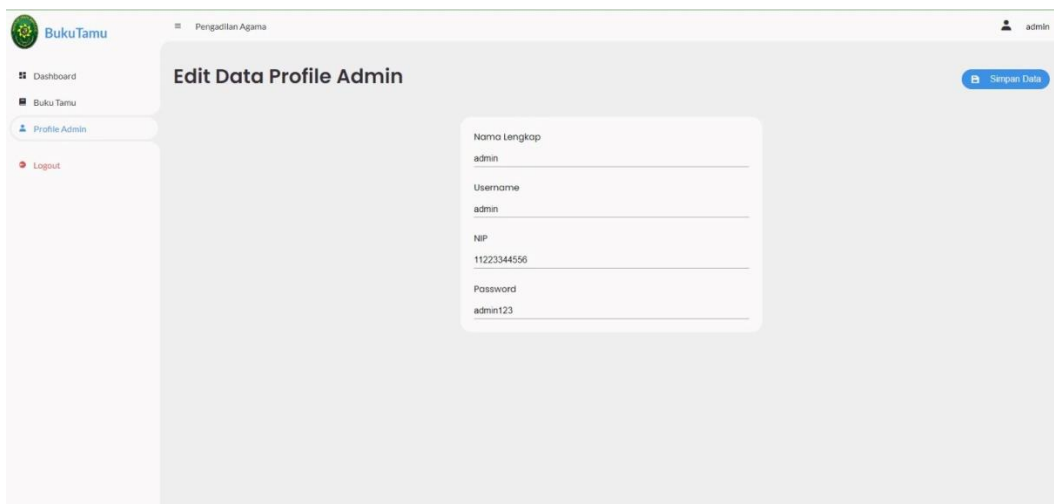 BukuTamu
Pengadilan Agama
admin
Dashboard
Buku Tamu
Profile Admin
Logout
Edit Data Profile Admin
Simpan Data
Nama Lengkap
admin
Username
admin
NIP
11223344556
Password
admin123